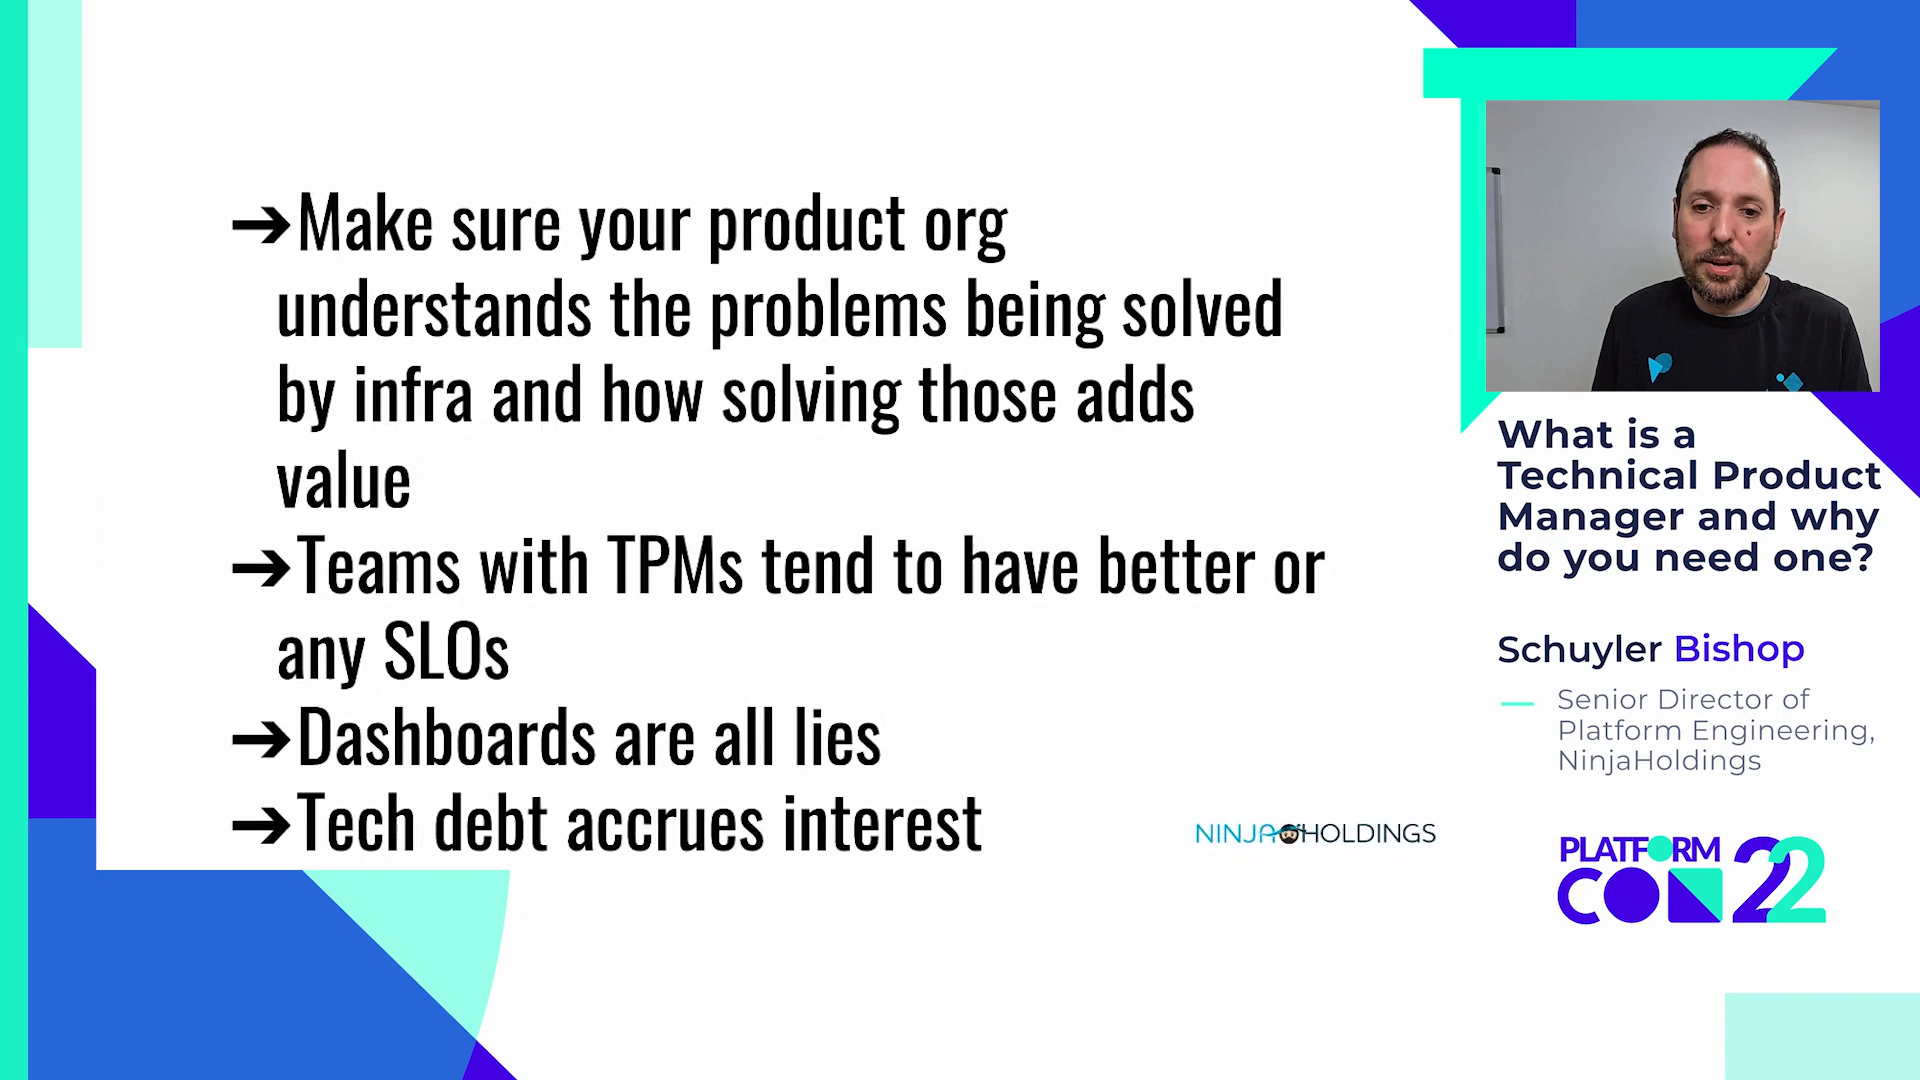 ➔Make sure your product org
understands the problems being solved
by infra and how solving those adds
value
➔Teams with TPMs tend to have better or
any SLOs
➔Dashboards are all lies
➔Tech debt accrues interest
NINJA HOLDINGS
What is a
Technical Product
Manager and why
do you need one?
Schuyler Bishop
Senior Director of
Platform Engineering,
NinjaHoldings
PLATFORM
CON 22